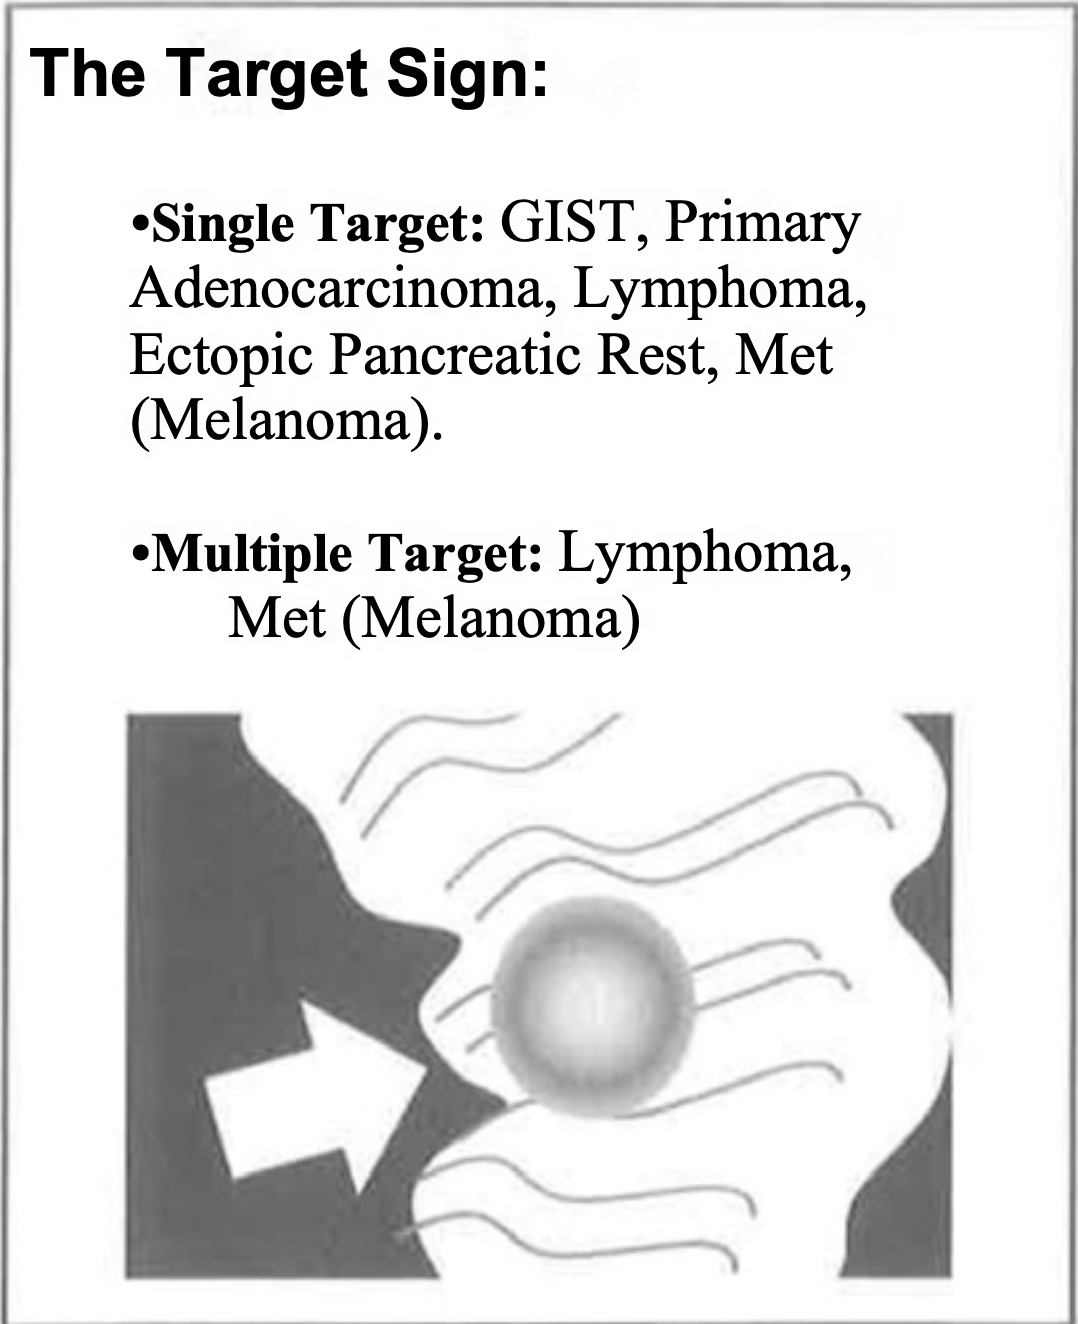 The Target Sign:
•Single Target: GIST, Primary
Adenocarcinoma, Lymphoma,
Ectopic Pancreatic Rest, Met
(Melanoma).
•Multiple Target: Lymphoma,
Met (Melanoma)